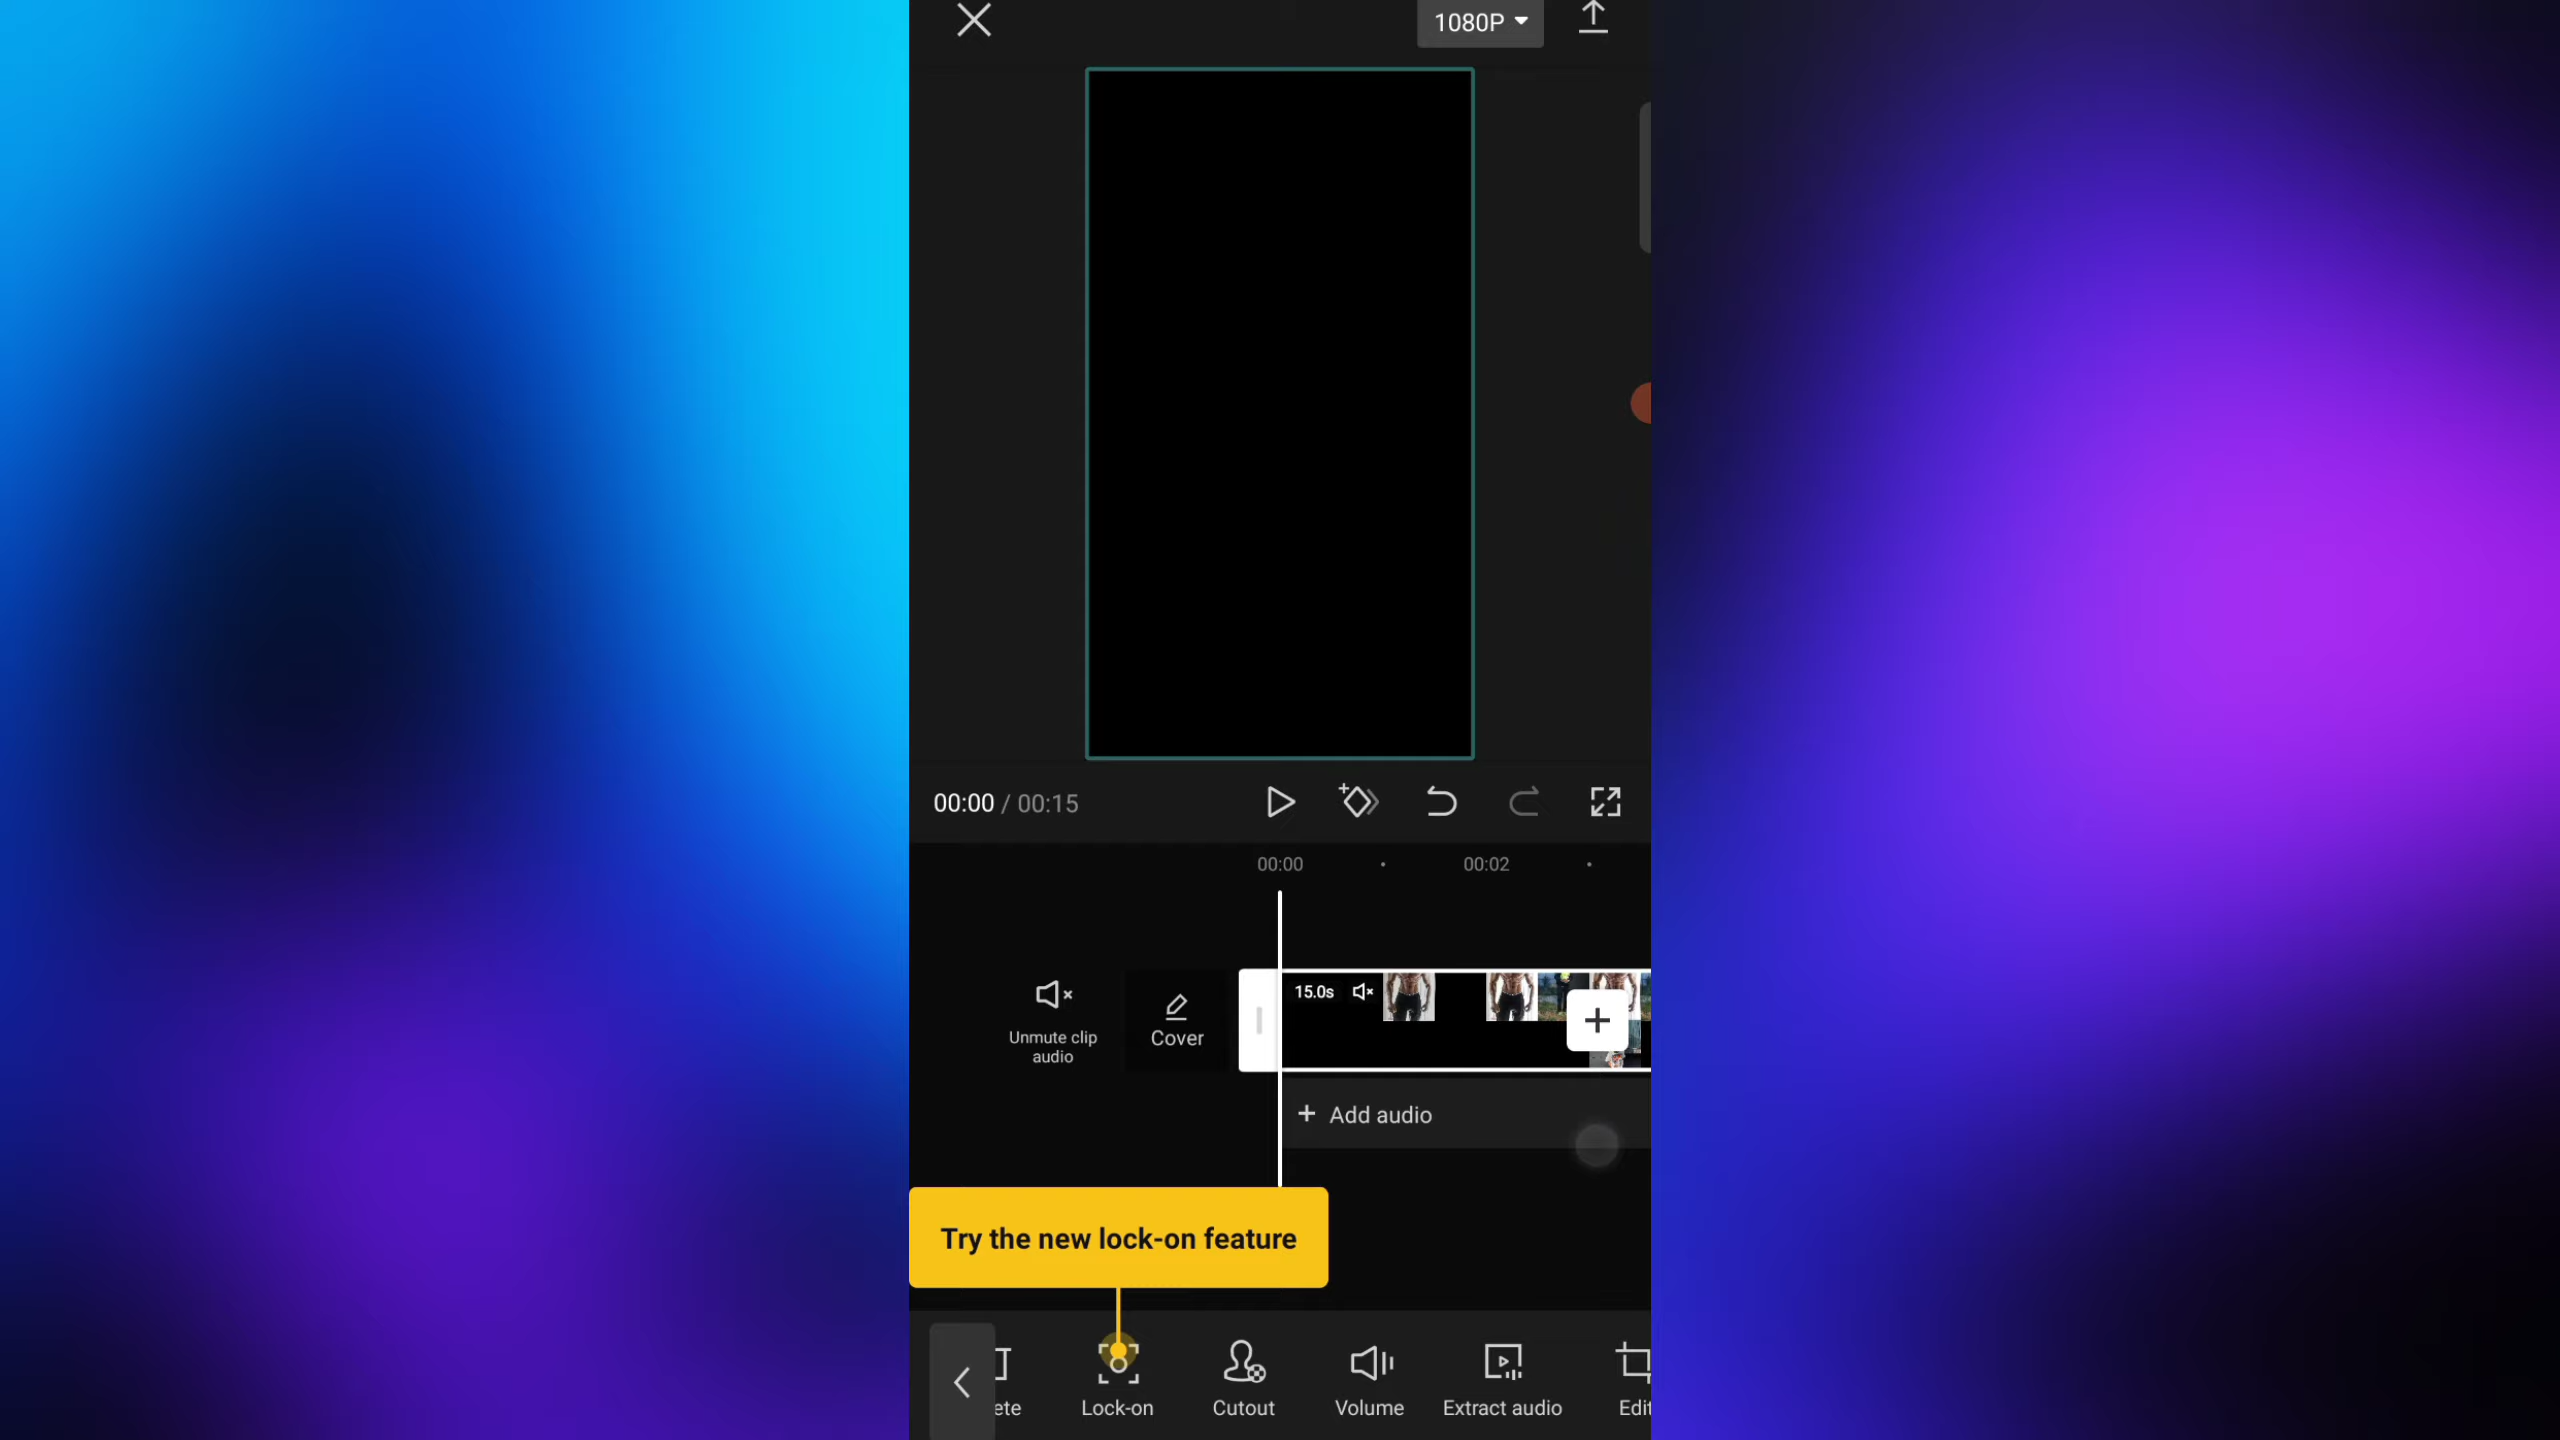 1080P
00:00 / 00:15
00:00 00:02
15.0s
Unmute clip
audio
Cover
+ Add audio
Try the new lock-on feature
ete Lock-on Cutout Volume Extract audio Edit